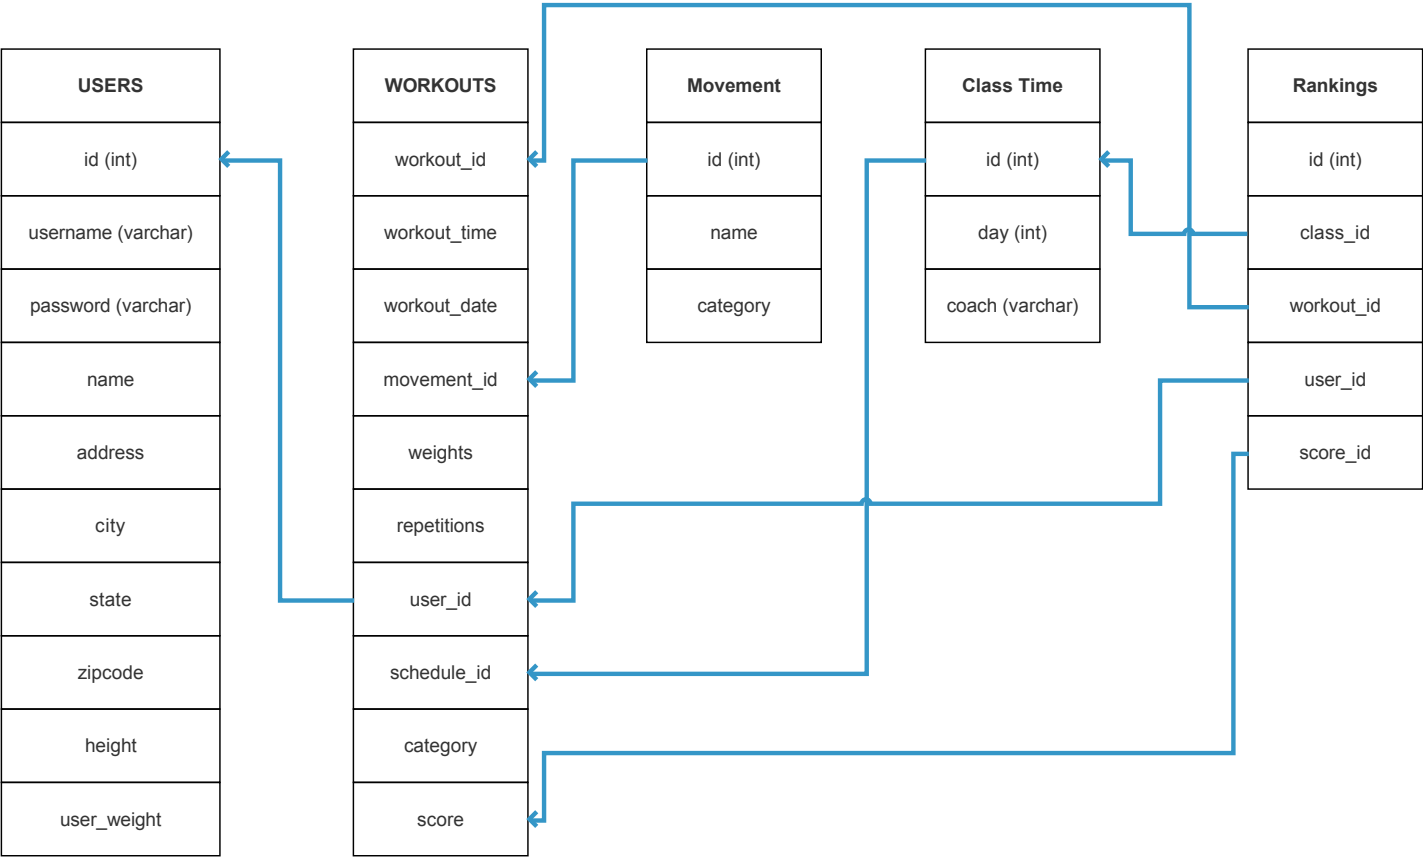 USERS
id (int)
username (varchar)
password (varchar)
name
address
city
state
zipcode
height
user_weight
WORKOUTS
workout_id
workout_time
workout_date
movement_id
weights
repetitions
user_id
schedule_id
category
score
Movement
id (int)
name
category
Class Time
id (int)
day (int)
coach (varchar)
Rankings
id (int)
class_id
workout_id
user_id
score_id